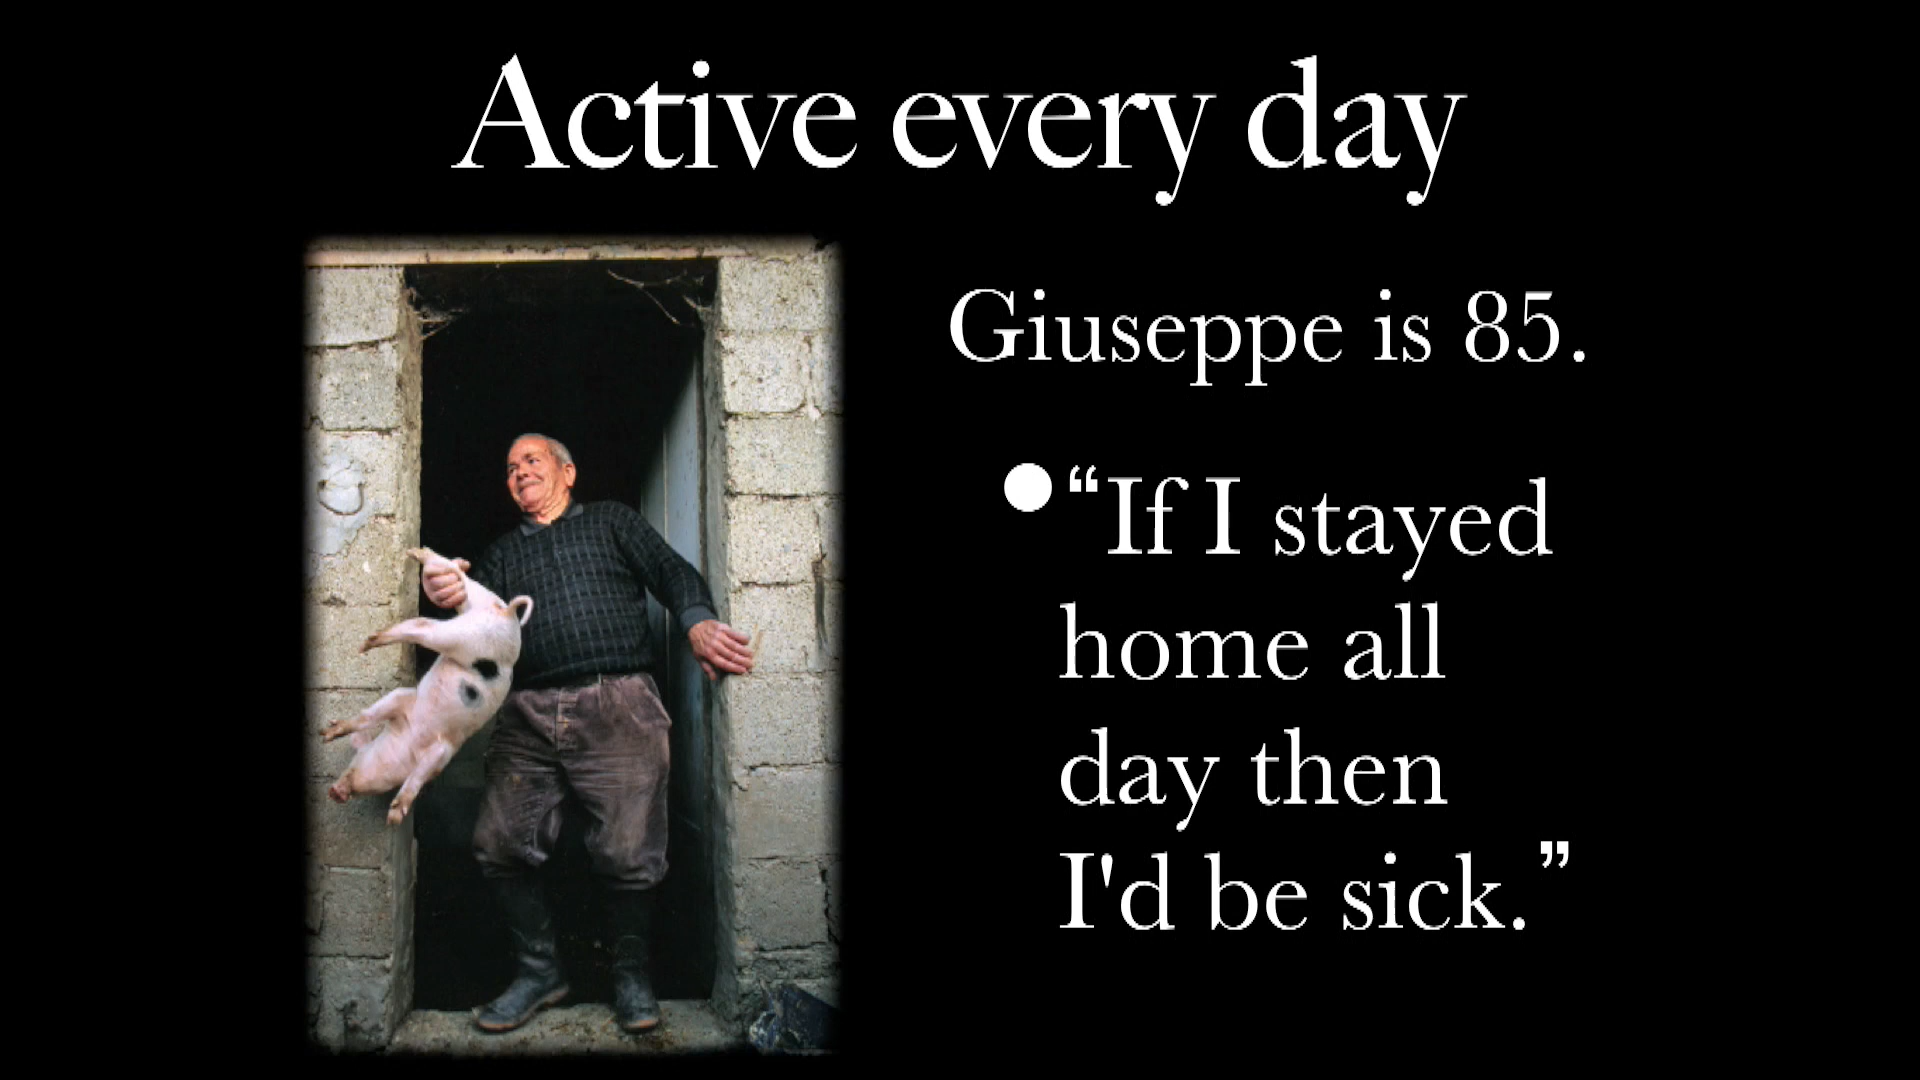 Active every day
Giuseppe is 85.
•“If I stayed
home all
day then
I'd be sick.”